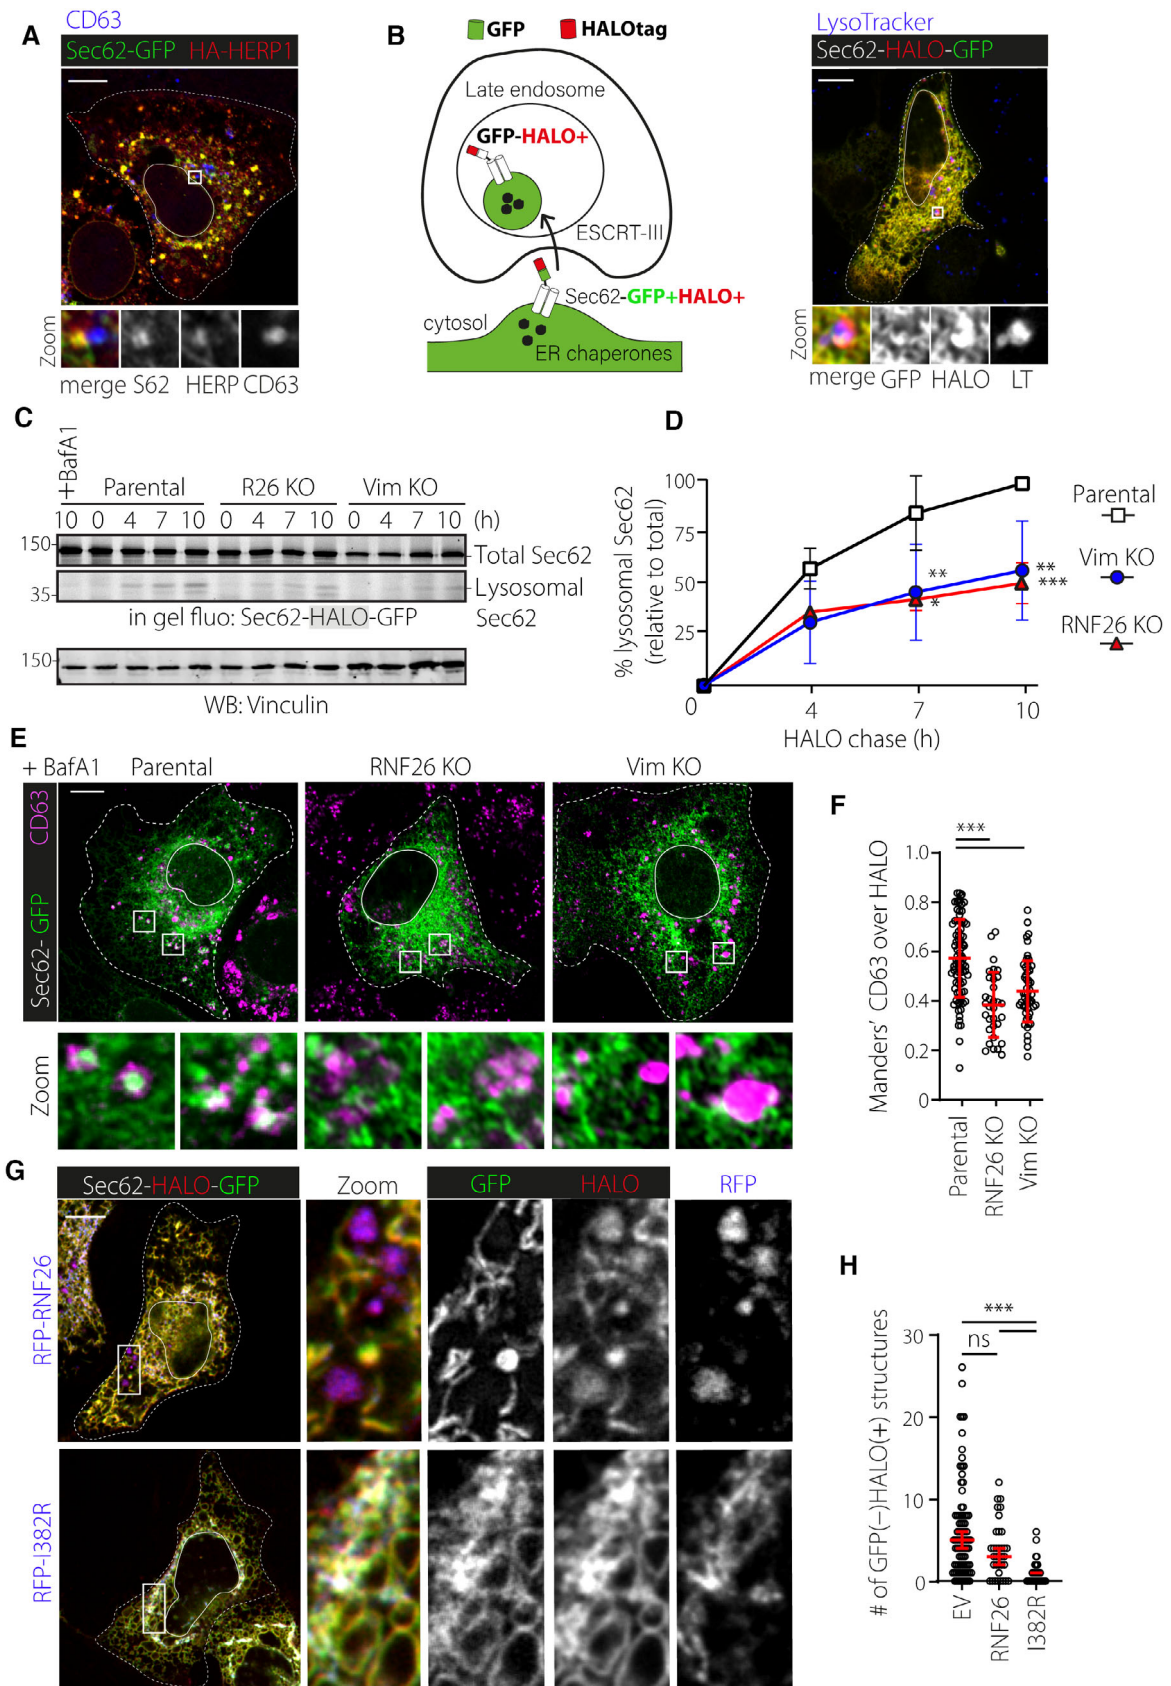 A
CD63
Sec62-GFP HA-HERP1
Zoom
merge S62 HERP CD63
B
GFP HALOtag
Late endosome
GFP-HALO+
ESCRT-III
Sec62-GFP+HALO+
cytosol
ER chaperones
LysoTracker
Sec62-HALO-GFP
Zoom
merge GFP HALO LT
C
+BafA1
Parental R26 KO Vim KO
10 0 4 7 10 0 4 7 10 0 4 7 10 (h)
150
Total Sec62
35
Lysosomal
Sec62
in gel fluo: Sec62-HALO-GFP
150
WB: Vinculin
D
% lysosomal Sec62
(relative to total)
100
75
50
25
0
4
7
10
HALO chase (h)
**
*
**
***
Parental
Vim KO
RNF26 KO
E
+ BafA1 Parental RNF26 KO Vim KO
Sec62-GFP CD63
Zoom
F
Manders' CD63 over HALO
***
1.0
0.8
0.6
0.4
0.2
0
Parental
RNF26 KO
Vim KO
G
Sec62-HALO-GFP Zoom GFP HALO RFP
RFP-RNF26
RFP-I382R
H
# of GFP(−)HALO(+) structures
***
ns
30
20
10
0
EV
RNF26
I382R